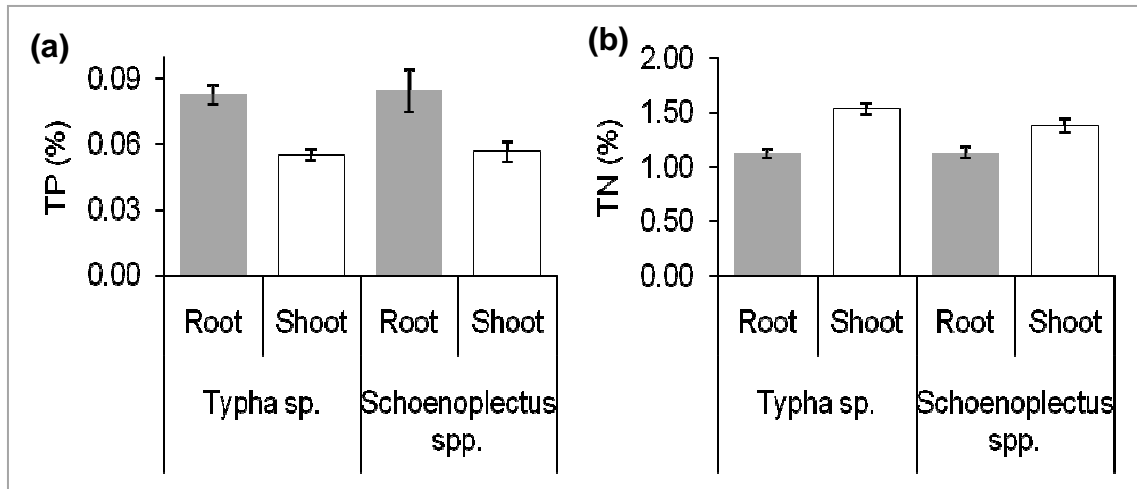 (a)
TP (%)
0.09
0.06
0.03
0.00
Root Shoot Root Shoot
Typha sp. Schoenoplectus
spp.
(b)
TN (%)
2.00
1.50
1.00
0.50
0.00
Root Shoot Root Shoot
Typha sp. Schoenoplectus
spp.